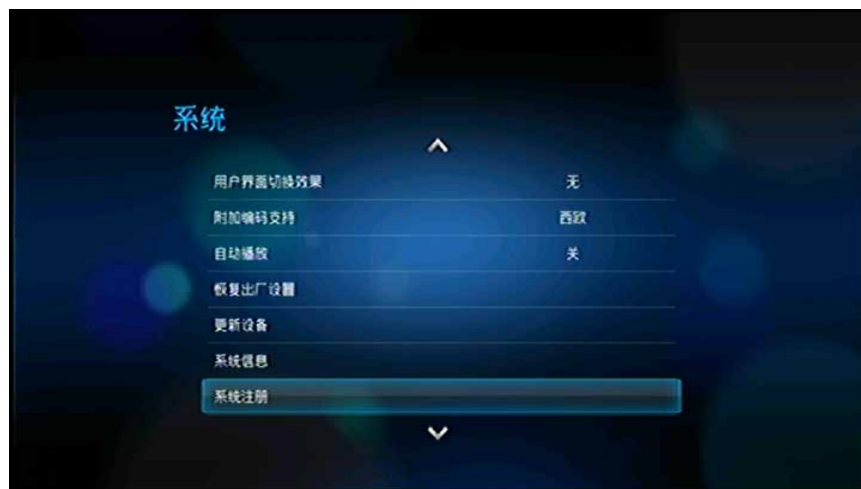 系统
用户界面切换效果 无
附加编码支持 西欧
自动播放 关
恢复出厂设置
更新设备
系统信息
系统注册